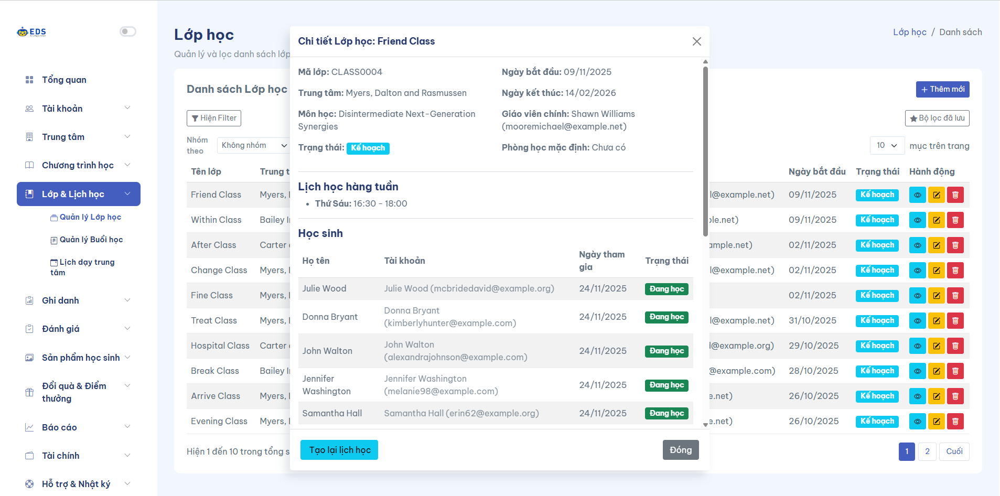 EDS
Tổng quan
Tài khoản
Trung tâm
Chương trình học
Lớp & Lịch học
Quản lý Lớp học
Quản lý Buổi học
Lịch dạy trung
tâm
Ghi danh
Đánh giá
Sản phẩm học sinh
Đổi quà & Điểm
thưởng
Báo cáo
Tài chính
Hỗ trợ & Nhật ký
Lớp học
Quản lý và lọc danh sách lớp
Lớp học / Danh sách
Danh sách Lớp học
+ Thêm mới
Hiện Filter
Bộ lọc đã lưu
Nhóm
theo
Không nhóm
10 mục trên trang
Tên lớp Trung t Ngày bắt đầu Trạng thái Hành động
Friend Class Myers, l@example.net) 09/11/2025 Kế hoạch
Within Class Bailey ple.net) 09/11/2025 Kế hoạch
After Class Carter ample.net) 02/11/2025 Kế hoạch
Change Class Myers, l@example.net) 02/11/2025 Kế hoạch
Fine Class Myers, 02/11/2025 Kế hoạch
Treat Class Myers, l@example.net) 31/10/2025 Kế hoạch
Hospital Class Carter @example.org) 29/10/2025 Kế hoạch
Break Class Bailey @example.com) 28/10/2025 Kế hoạch
Arrive Class Myers, e.net) 26/10/2025 Kế hoạch
Evening Class Myers, e.net) 26/10/2025 Kế hoạch
Hiện 1 đến 10 trong tổng s
1 2 Cuối
Chi tiết Lớp học: Friend Class
Mã lớp: CLASS0004
Ngày bắt đầu: 09/11/2025
Trung tâm: Myers, Dalton and Rasmussen
Ngày kết thúc: 14/02/2026
Môn học: Disintermediate Next-Generation
Synergies
Giáo viên chính: Shawn Williams
(mooremichael@example.net)
Trạng thái: Kế hoạch
Phòng học mặc định: Chưa có
Lịch học hàng tuần
• Thứ Sáu: 16:30 - 18:00
Học sinh
Họ tên Tài khoản Ngày tham
gia Trạng thái
Julie Wood Julie Wood (mcbridedavid@example.org) 24/11/2025 Đang học
Donna Bryant Donna Bryant
(kimberlyhunter@example.com) 24/11/2025 Đang học
John Walton John Walton
(alexandrajohnson@example.com) 24/11/2025 Đang học
Jennifer
Washington Jennifer Washington
(melanie98@example.com) 24/11/2025 Đang học
Samantha Hall Samantha Hall (erin62@example.org) 24/11/2025 Đang học
Tạo lại lịch học
Đóng